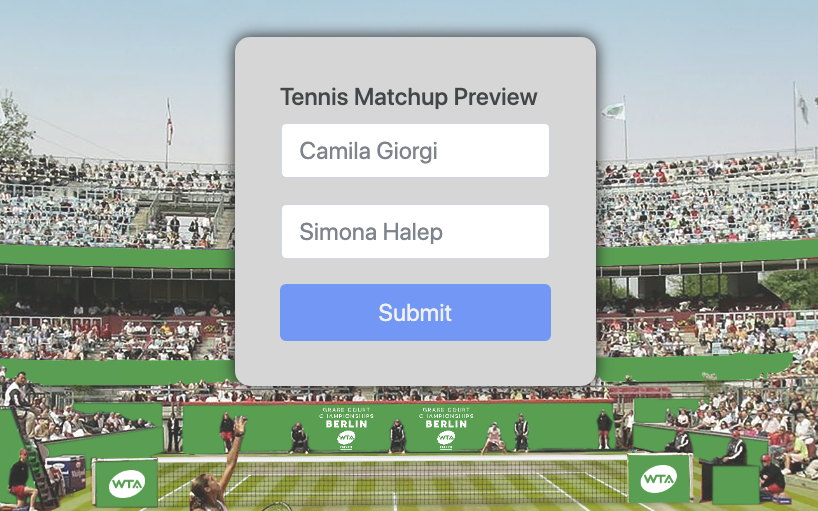 Tennis Matchup Preview
Camila Giorgi
Simona Halep
Submit
GRASS COURT
CHAMPIONSHIPS
BERLIN
WTA
GRASS COURT
CHAMPIONSHIPS
BERLIN
WTA
WTA
WTA